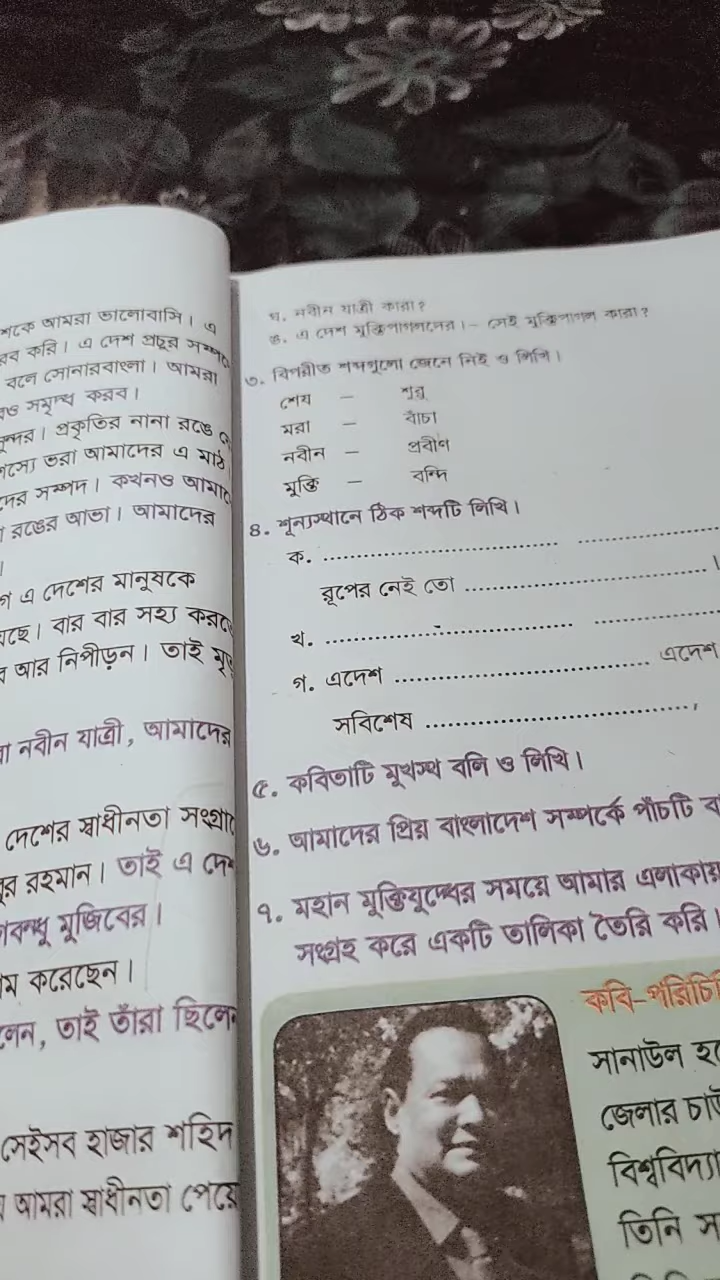 শকে আমরা ভালোবাসি। এ
রব করি। এ দেশ প্রচুর সম্পদে
বলে সোনারবাংলা। আমরা
রও সমৃদ্ধ করব।
ুন্দর। প্রকৃতির নানা রঙে
শস্যে ভরা আমাদের এ মাঠ
দের সম্পদ। কখনও আমাদে
রঙের আভা। আমাদের
এ দেশের মানুষকে
য়েছে। বার বার সহ্য করতে
আর নিপীড়ন। তাই মৃ
রা নবীন যাত্রী, আমাদের
দেশের স্বাধীনতা সংগ্রা
ুর রহমান। তাই এ দেশ
গবন্ধু মুজিবের।
ম করেছেন।
লেন, তাই তাঁরা ছিলেন
সেইসব হাজার শহিদ
আমরা স্বাধীনতা পেয়ে
ঘ. নবীন যাত্রী কারা?
ঙ. এ দেশ মুক্তিপাগলদের।– সেই মুক্তিপাগল কারা?
৩. বিপরীত শব্দগুলো জেনে নিই ও লিখি।
শেষ – শুরু
মরা – বাঁচা
নবীন – প্রবীণ
মুক্তি – বন্দি
৪. শূন্যস্থানে ঠিক শব্দটি লিখি।
ক. .................................... ......................
রূপের নেই তো ....................................।
খ. .................................... ......................
গ. এদেশ .................................... এদেশ
সবিশেষ ....................................,
৫. কবিতাটি মুখস্থ বলি ও লিখি।
৬. আমাদের প্রিয় বাংলাদেশ সম্পর্কে পাঁচটি বা
৭. মহান মুক্তিযুদ্ধের সময়ে আমার এলাকায়
সংগ্রহ করে একটি তালিকা তৈরি করি।
কবি-পরিচিি
সানাউল হ
জেলার চাঁ
বিশ্ববিদ্যা
তিনি স